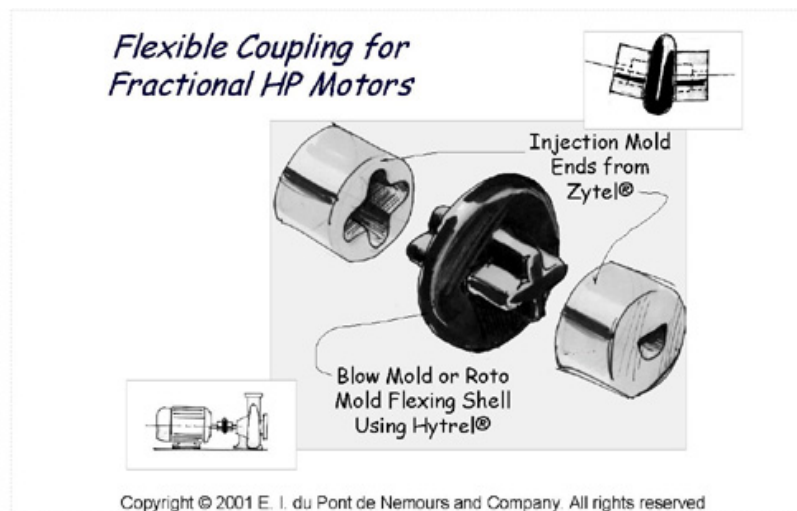 Flexible Coupling for
Fractional HP Motors
Injection Mold
Ends from
Zytel®
Blow Mold or Roto
Mold Flexing Shell
Using Hytrel®
Copyright © 2001 E. I. du Pont de Nemours and Company. All rights reserved